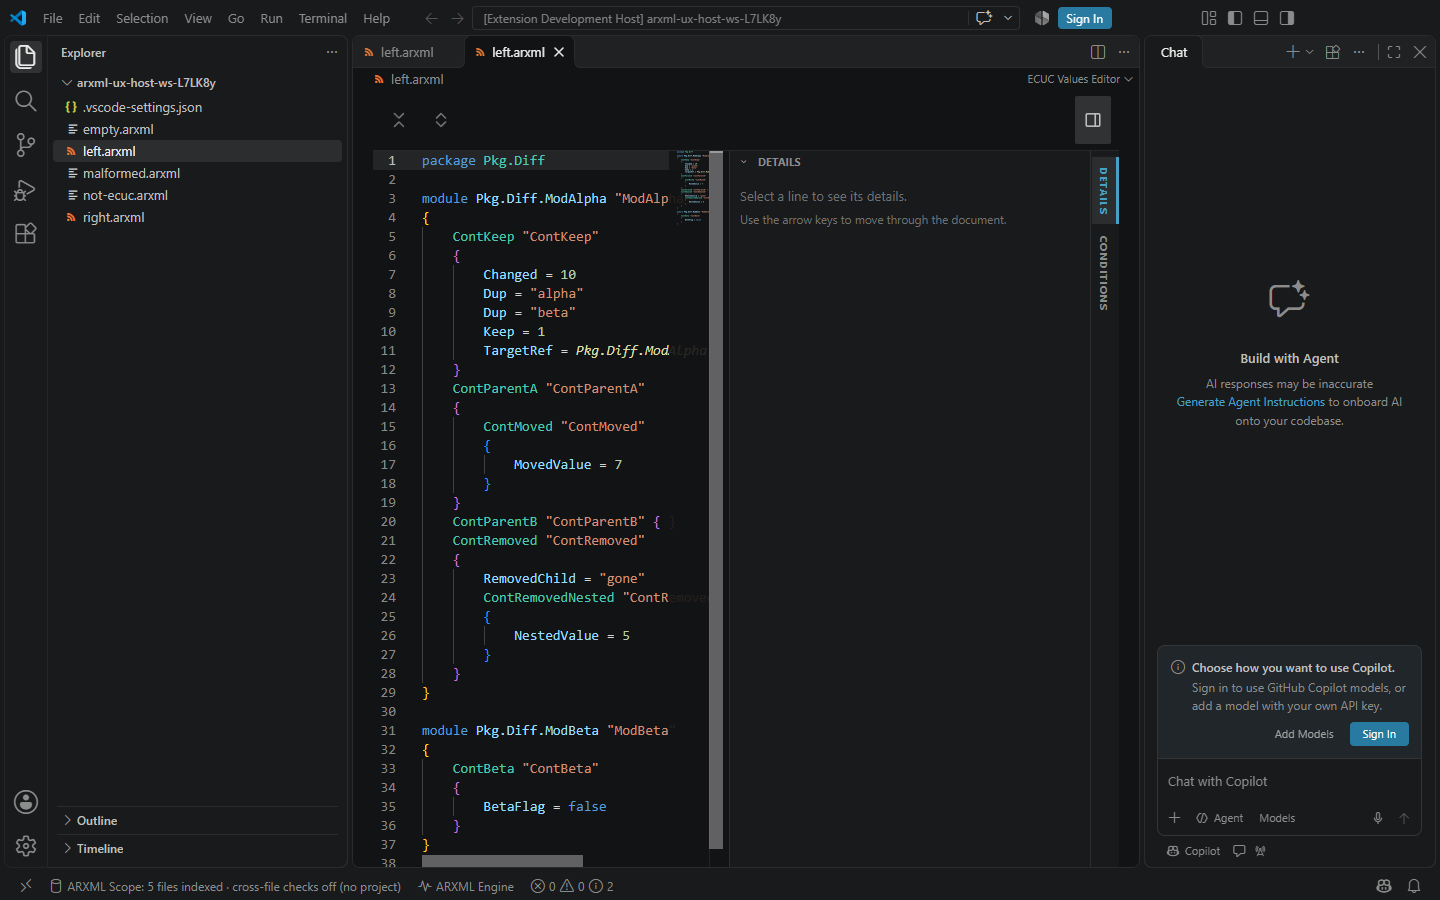 File Edit Selection View Go Run Terminal Help
[Extension Development Host] arxml-ux-host-ws-L7LK8y
Sign In
Explorer
arxml-ux-host-ws-L7LK8y
{} .vscode-settings.json
empty.arxml
left.arxml
malformed.arxml
not-ecuc.arxml
right.arxml
Outline
Timeline
left.arxml
left.arxml
left.arxml
ECUC Values Editor
1 package Pkg.Diff
2
3 module Pkg.Diff.ModAlpha "ModAlp
4 {
5 ContKeep "ContKeep"
6 {
7 Changed = 10
8 Dup = "alpha"
9 Dup = "beta"
10 Keep = 1
11 TargetRef = Pkg.Diff.ModAlpha
12 }
13 ContParentA "ContParentA"
14 {
15 ContMoved "ContMoved"
16 {
17 MovedValue = 7
18 }
19 }
20 ContParentB "ContParentB" { }
21 ContRemoved "ContRemoved"
22 {
23 RemovedChild = "gone"
24 ContRemovedNested "ContRemoved
25 {
26 NestedValue = 5
27 }
28 }
29 }
30
31 module Pkg.Diff.ModBeta "ModBeta"
32 {
33 ContBeta "ContBeta"
34 {
35 BetaFlag = false
36 }
37 }
38
DETAILS
Select a line to see its details.
Use the arrow keys to move through the document.
DETAILS
CONDITIONS
Chat
Build with Agent
AI responses may be inaccurate
Generate Agent Instructions to onboard AI
onto your codebase.
Choose how you want to use Copilot.
Sign in to use GitHub Copilot models, or
add a model with your own API key.
Add Models
Sign In
Chat with Copilot
Agent
Models
Copilot
ARXML Scope: 5 files indexed · cross-file checks off (no project)
ARXML Engine
0 0 2